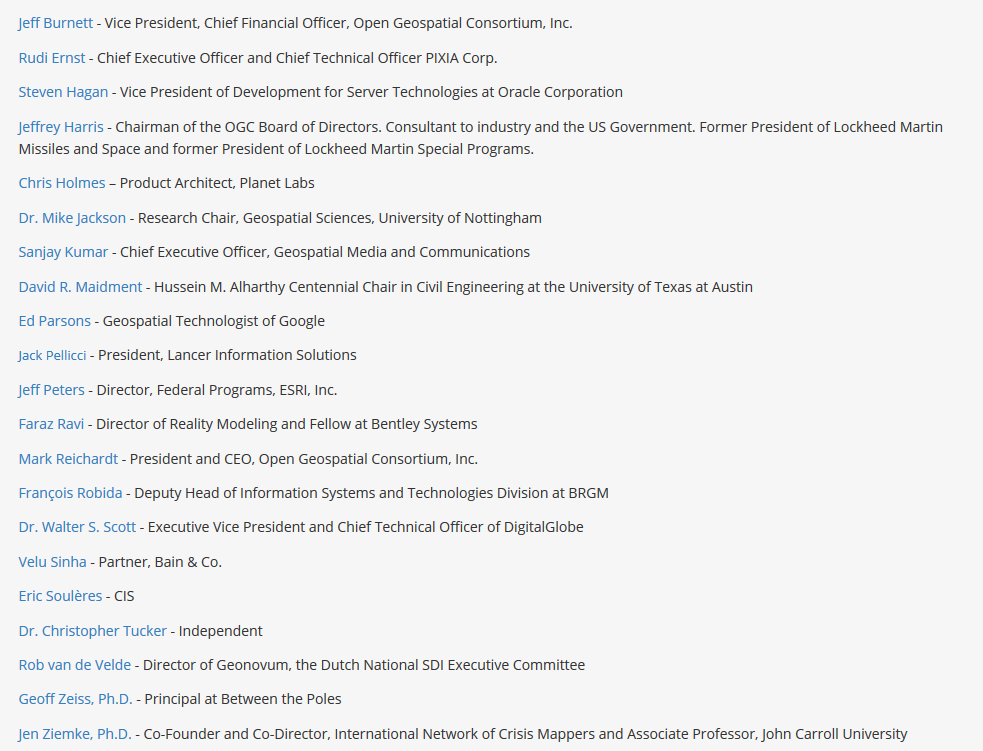 Jeff Burnett - Vice President, Chief Financial Officer, Open Geospatial Consortium, Inc.
Rudi Ernst - Chief Executive Officer and Chief Technical Officer PIXIA Corp.
Steven Hagan - Vice President of Development for Server Technologies at Oracle Corporation
Jeffrey Harris - Chairman of the OGC Board of Directors. Consultant to industry and the US Government. Former President of Lockheed Martin
Missiles and Space and former President of Lockheed Martin Special Programs.
Chris Holmes – Product Architect, Planet Labs
Dr. Mike Jackson - Research Chair, Geospatial Sciences, University of Nottingham
Sanjay Kumar - Chief Executive Officer, Geospatial Media and Communications
David R. Maidment - Hussein M. Alharthy Centennial Chair in Civil Engineering at the University of Texas at Austin
Ed Parsons - Geospatial Technologist of Google
Jack Pellicci - President, Lancer Information Solutions
Jeff Peters - Director, Federal Programs, ESRI, Inc.
Faraz Ravi - Director of Reality Modeling and Fellow at Bentley Systems
Mark Reichardt - President and CEO, Open Geospatial Consortium, Inc.
François Robida - Deputy Head of Information Systems and Technologies Division at BRGM
Dr. Walter S. Scott - Executive Vice President and Chief Technical Officer of DigitalGlobe
Velu Sinha - Partner, Bain & Co.
Eric Soulères - CIS
Dr. Christopher Tucker - Independent
Rob van de Velde - Director of Geonovum, the Dutch National SDI Executive Committee
Geoff Zeiss, Ph.D. - Principal at Between the Poles
Jen Ziemke, Ph.D. - Co-Founder and Co-Director, International Network of Crisis Mappers and Associate Professor, John Carroll University